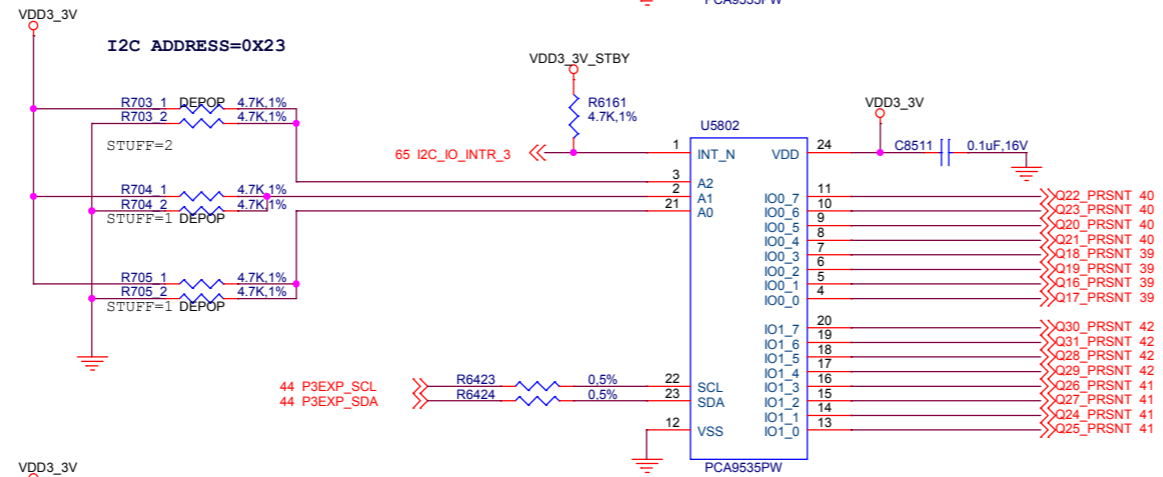 PCA9535PW
VDD3_3V
I2C ADDRESS=0X23
VDD3_3V_STBY
R703_1 DEPOP 4.7K,1%
R703_2 4.7K,1%
STUFF=2
R6161
4.7K,1%
VDD3_3V
U5802
65 I2C_IO_INTR_3
1 INT_N VDD 24
C8511 0.1uF,16V
3 A2
2 A1
21 A0
R704_1 4.7K,1%
R704_2 4.7K,1%
STUFF=1 DEPOP
R705_1 4.7K,1%
R705_2 4.7K,1%
STUFF=1 DEPOP
IO0_7 11 Q22_PRSNT 40
IO0_6 10 Q23_PRSNT 40
IO0_5 9 Q20_PRSNT 40
IO0_4 8 Q21_PRSNT 40
IO0_3 7 Q18_PRSNT 39
IO0_2 6 Q19_PRSNT 39
IO0_1 5 Q16_PRSNT 39
IO0_0 4 Q17_PRSNT 39
IO1_7 20 Q30_PRSNT 42
IO1_6 19 Q31_PRSNT 42
IO1_5 18 Q28_PRSNT 42
IO1_4 17 Q29_PRSNT 42
IO1_3 16 Q26_PRSNT 41
IO1_2 15 Q27_PRSNT 41
IO1_1 14 Q24_PRSNT 41
IO1_0 13 Q25_PRSNT 41
44 P3EXP_SCL R6423 0,5% 22 SCL
44 P3EXP_SDA R6424 0,5% 23 SDA
12 VSS
PCA9535PW
VDD3_3V